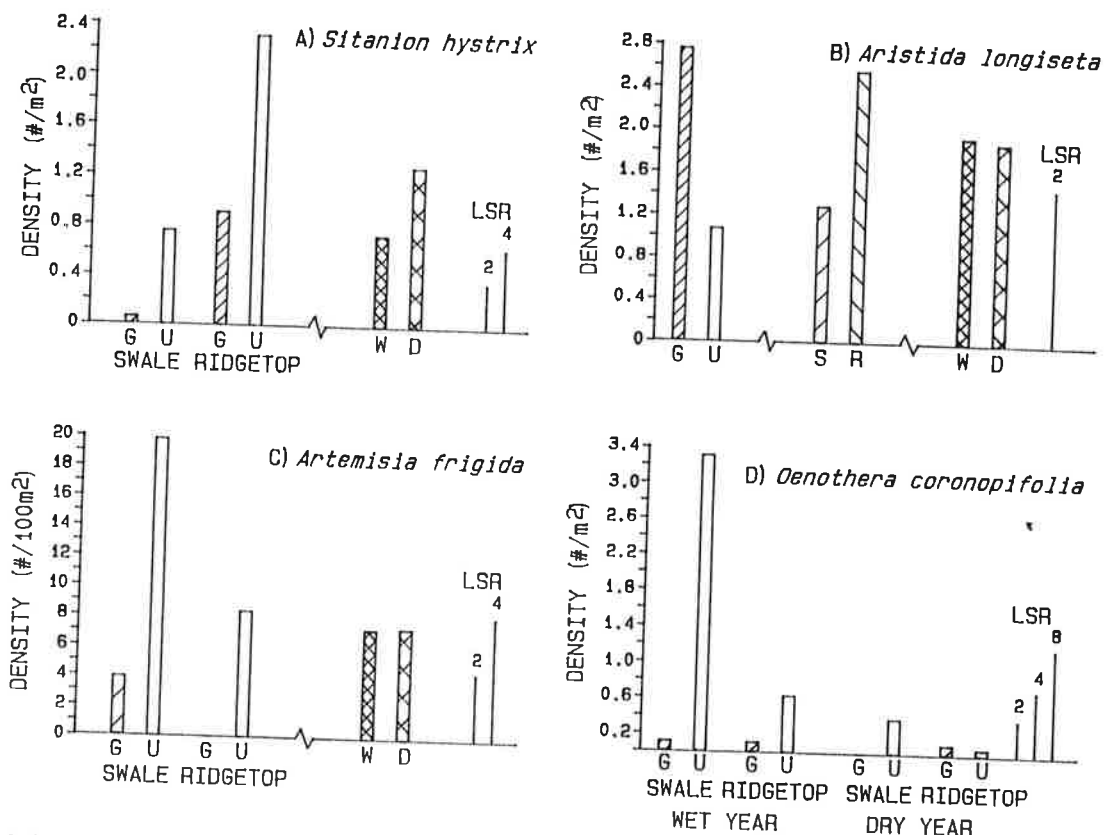 A) Sitanion hystrix
DENSITY (#/m2)
2.4
2.0
1.6
1.2
0.8
0.4
0
G U G U
SWALE RIDGETOP
W D
LSR
2 4
B) Aristida longiseta
DENSITY (#/m2)
2.8
2.4
2.0
1.6
1.2
0.8
0.4
0
G U
S R
W D
LSR
2
C) Artemisia frigida
DENSITY (#/100m2)
20
18
16
14
12
10
8
6
4
2
0
G U G U
SWALE RIDGETOP
W D
LSR
2 4
D) Oenothera coronopifolia
DENSITY (#/m2)
3.4
3.0
2.6
1.8
1.4
1.0
0.6
0.2
G U G U G U G U
SWALE RIDGETOP SWALE RIDGETOP
WET YEAR DRY YEAR
LSR
2 4 8